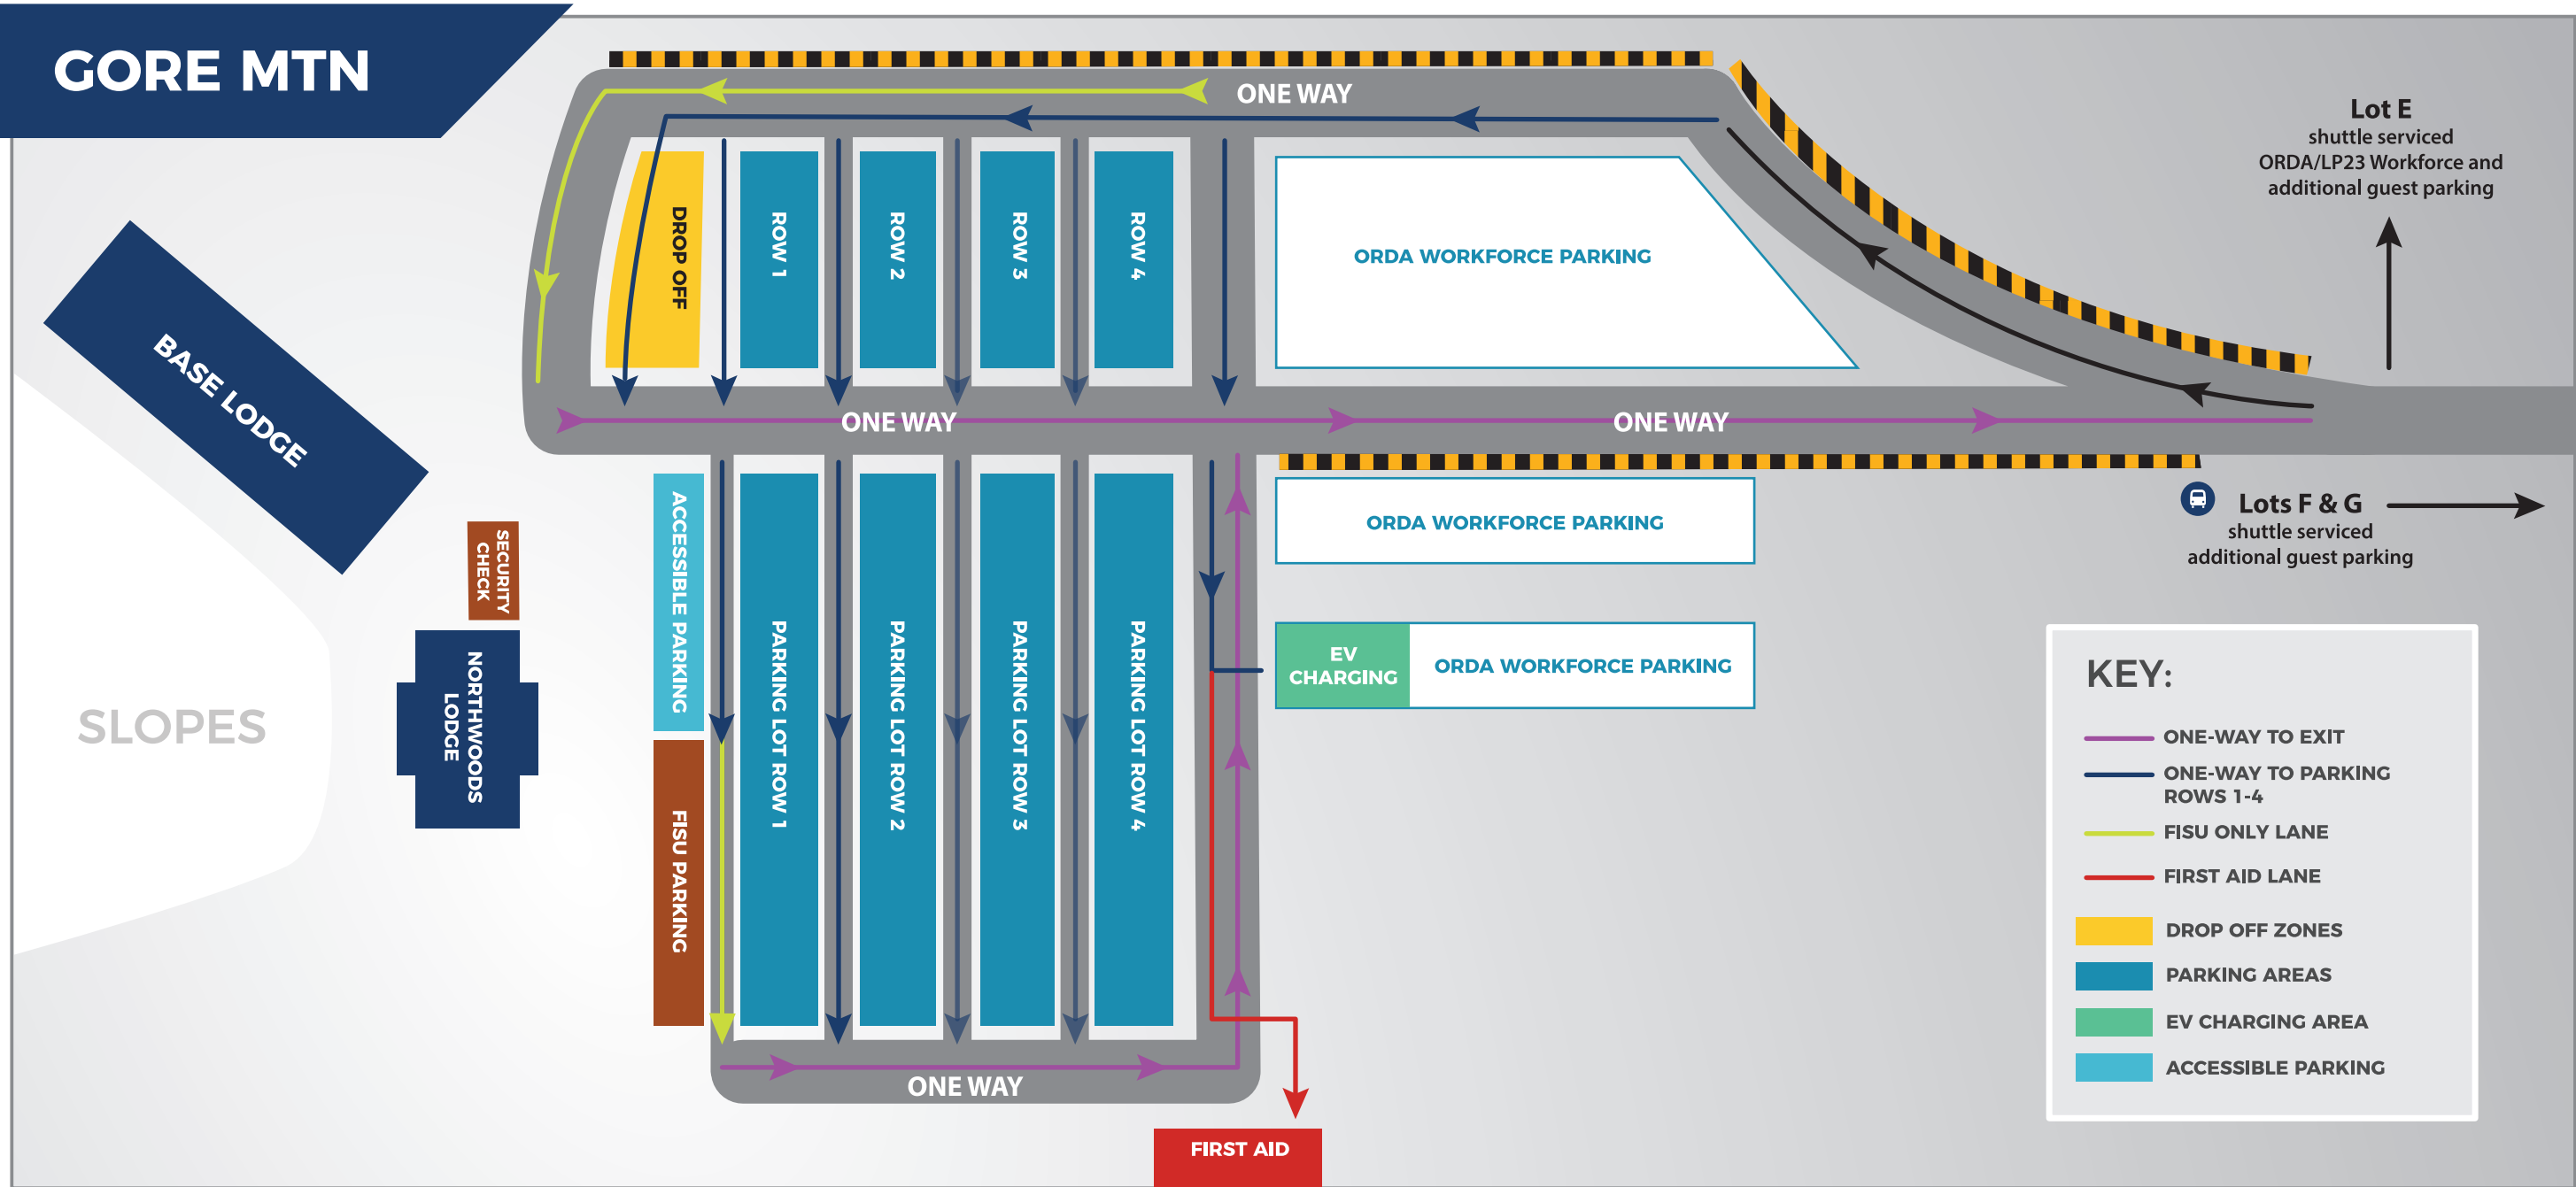 GORE MTN
ONE WAY
Lot E
shuttle serviced
ORDA/LP23 Workforce and
additional guest parking
DROP OFF
ROW 1
ROW 2
ROW 3
ROW 4
ORDA WORKFORCE PARKING
BASE LODGE
ONE WAY
ONE WAY
SECURITY
CHECK
ACCESSIBLE PARKING
PARKING LOT ROW 1
PARKING LOT ROW 2
PARKING LOT ROW 3
PARKING LOT ROW 4
ORDA WORKFORCE PARKING
Lots F & G
shuttle serviced
additional guest parking
EV
CHARGING
ORDA WORKFORCE PARKING
SLOPES
NORTHWOODS
LODGE
FISU PARKING
ONE WAY
FIRST AID
KEY:
ONE-WAY TO EXIT
ONE-WAY TO PARKING
ROWS 1-4
FISU ONLY LANE
FIRST AID LANE
DROP OFF ZONES
PARKING AREAS
EV CHARGING AREA
ACCESSIBLE PARKING